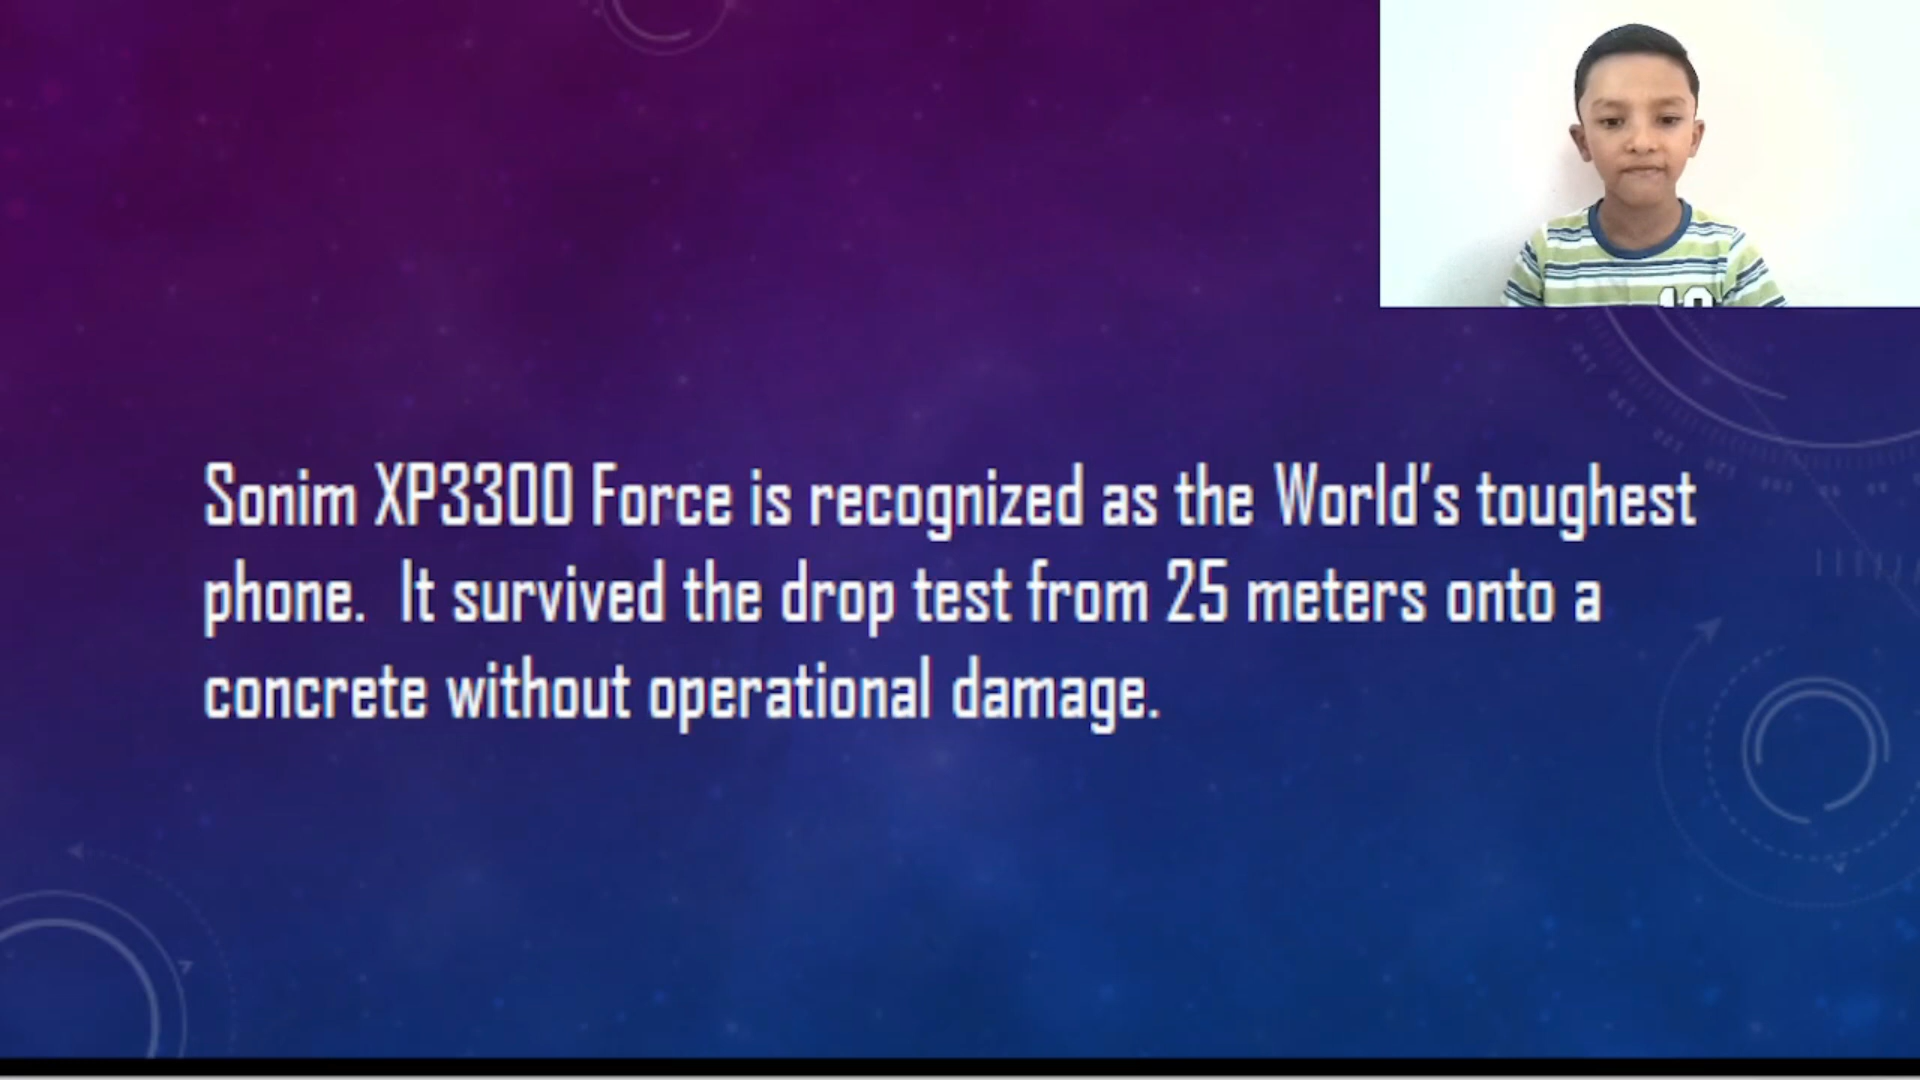 Sonim XP3300 Force is recognized as the World's toughest
phone. It survived the drop test from 25 meters onto a
concrete without operational damage.